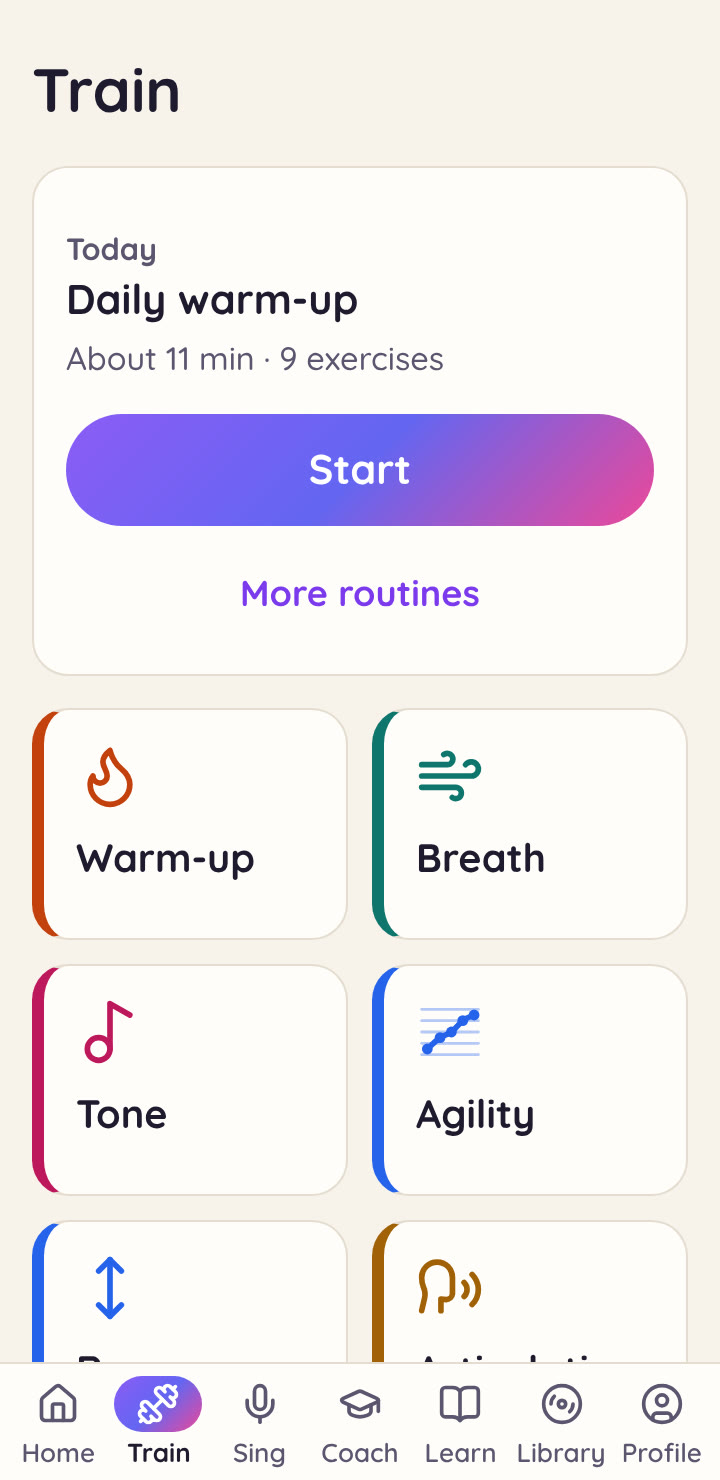 Train
Today
Daily warm-up
About 11 min · 9 exercises
Start
More routines
Warm-up
Breath
Tone
Agility
Home
Train
Sing
Coach
Learn
Library
Profile